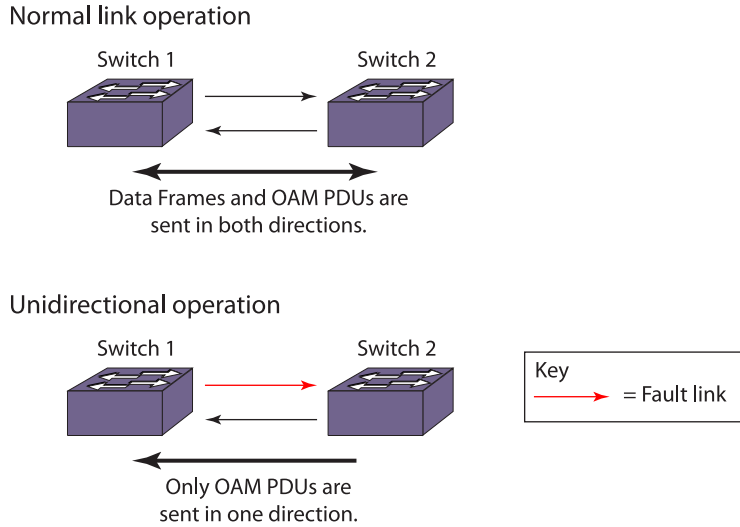 Normal link operation
Switch 1
Switch 2
Data Frames and OAM PDUs are
sent in both directions.
Unidirectional operation
Switch 1
Switch 2
Key
= Fault link
Only OAM PDUs are
sent in one direction.